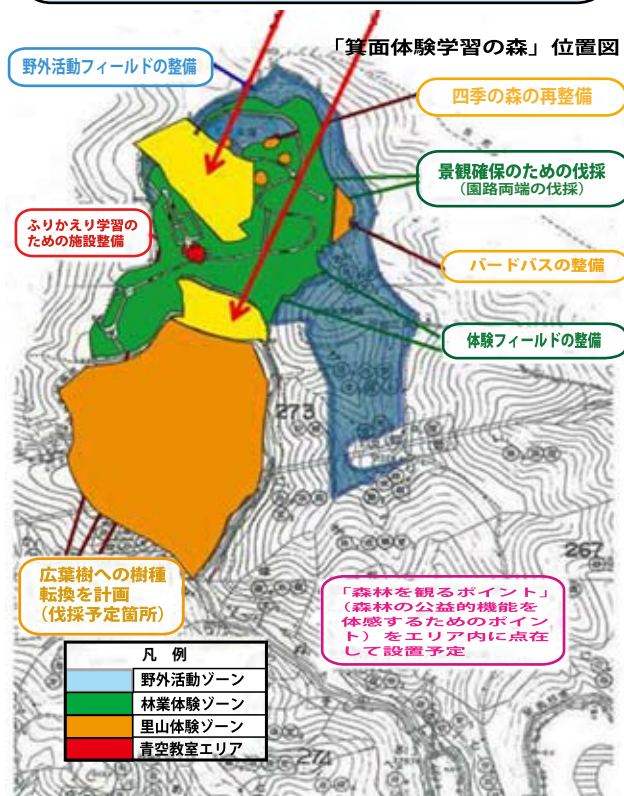 「箕面体験学習の森」位置図
野外活動フィールドの整備
四季の森の再整備
景観確保のための伐採
（園路両端の伐採）
ふりかえり学習の
ための施設整備
バードバスの整備
体験フィールドの整備
273
267
広葉樹への樹種
転換を計画
（伐採予定箇所）
「森林を観るポイント」
（森林の公益的機能を
体感するためのポイン
ト）をエリア内に点在
して設置予定
凡 例
野外活動ゾーン
林業体験ゾーン
里山体験ゾーン
青空教室エリア
274